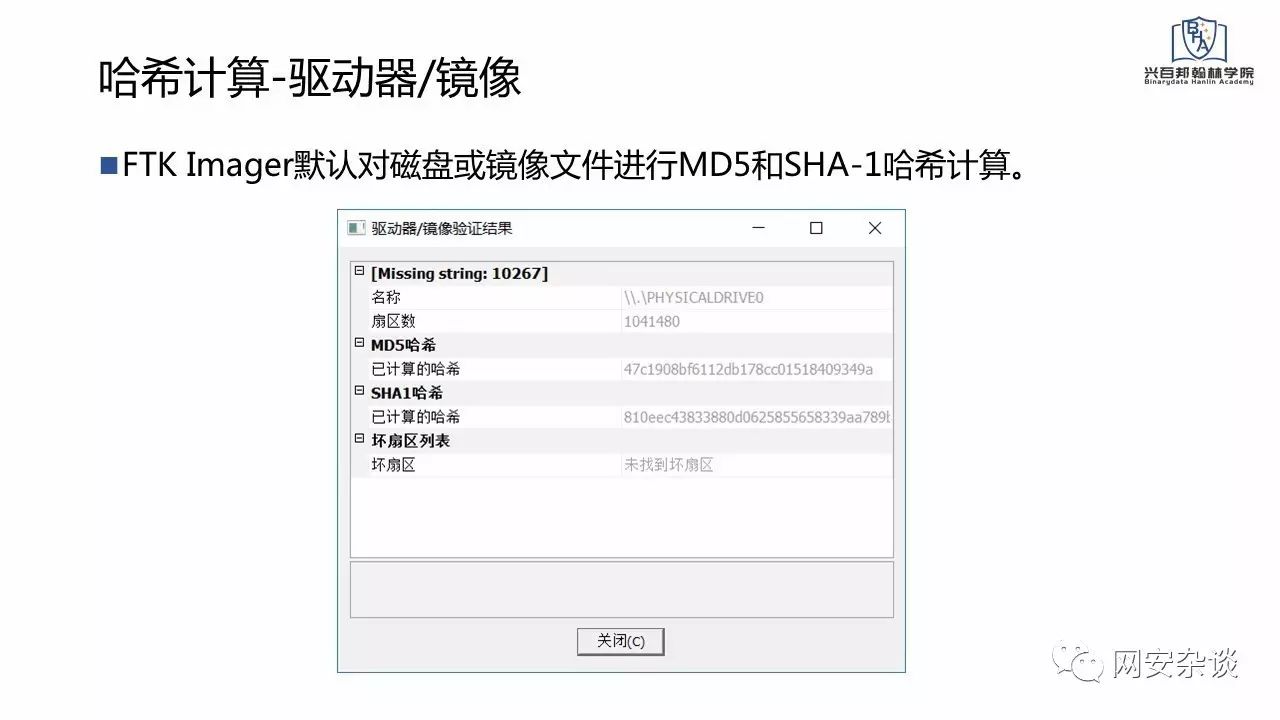 哈希计算-驱动器/镜像
兴百邦翰林学院
Binarydata Hanlin Academy
FTK Imager默认对磁盘或镜像文件进行MD5和SHA-1哈希计算。
驱动器/镜像验证结果
[Missing string: 10267]
名称 \\.\PHYSICALDRIVE0
扇区数 1041480
MD5哈希
已计算的哈希 47c1908bf6112db178cc01518409349a
SHA1哈希
已计算的哈希 810eec43833880d0625855658339aa789b
坏扇区列表
坏扇区 未找到坏扇区
关闭(C)
网安杂谈